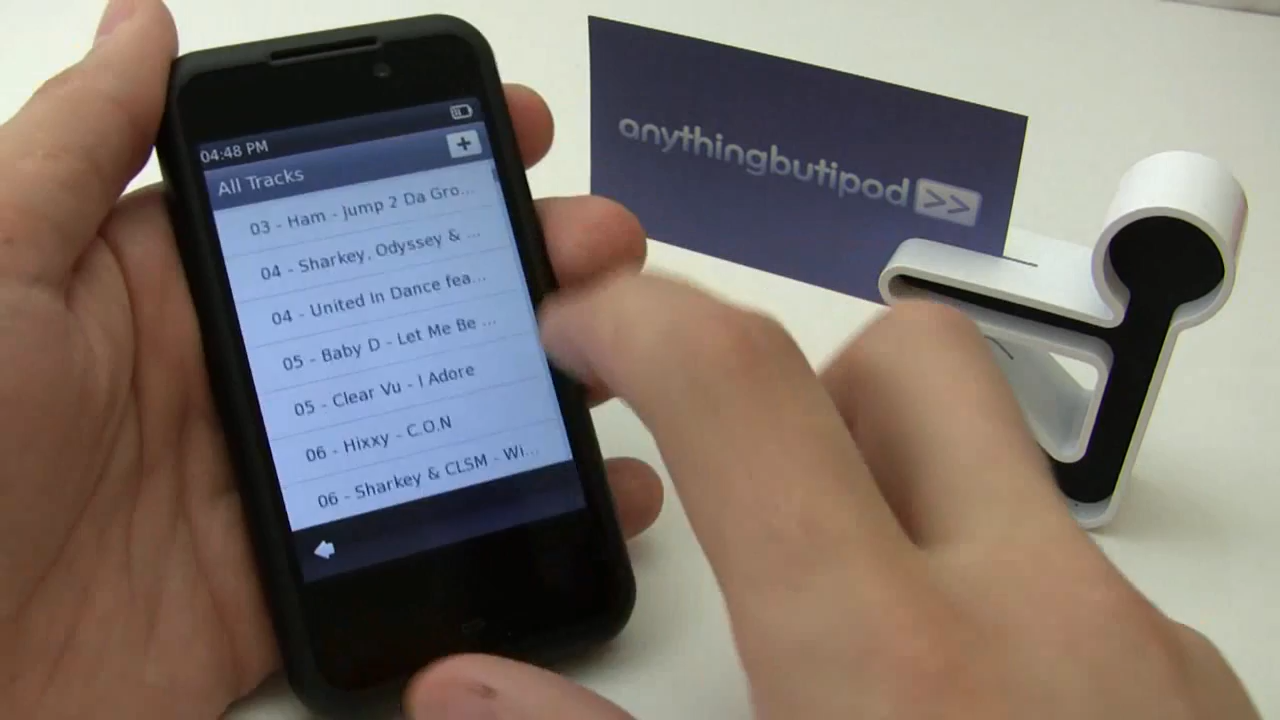 04:48 PM
All Tracks
03 - Ham - Jump 2 Da Gro...
04 - Sharkey, Odyssey & ...
04 - United In Dance fea...
05 - Baby D - Let Me Be ...
05 - Clear Vu - I Adore
06 - Hixxy - C.O.N
06 - Sharkey & CLSM - Wi...
anythingbutipod >>